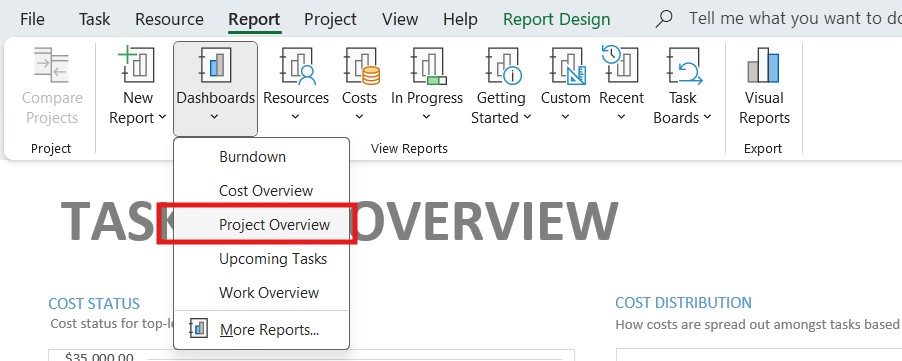 File Task Resource Report Project View Help Report Design Tell me what you want to do
Compare Projects
New Report
Dashboards
Resources
Costs
In Progress
Getting Started
Custom
Recent
Task Boards
Visual Reports
Project
View Reports
Export
Burndown
Cost Overview
Project Overview
Upcoming Tasks
Work Overview
More Reports...
TASK OVERVIEW
COST STATUS
Cost status for top-le
$35,000.00
COST DISTRIBUTION
How costs are spread out amongst tasks based